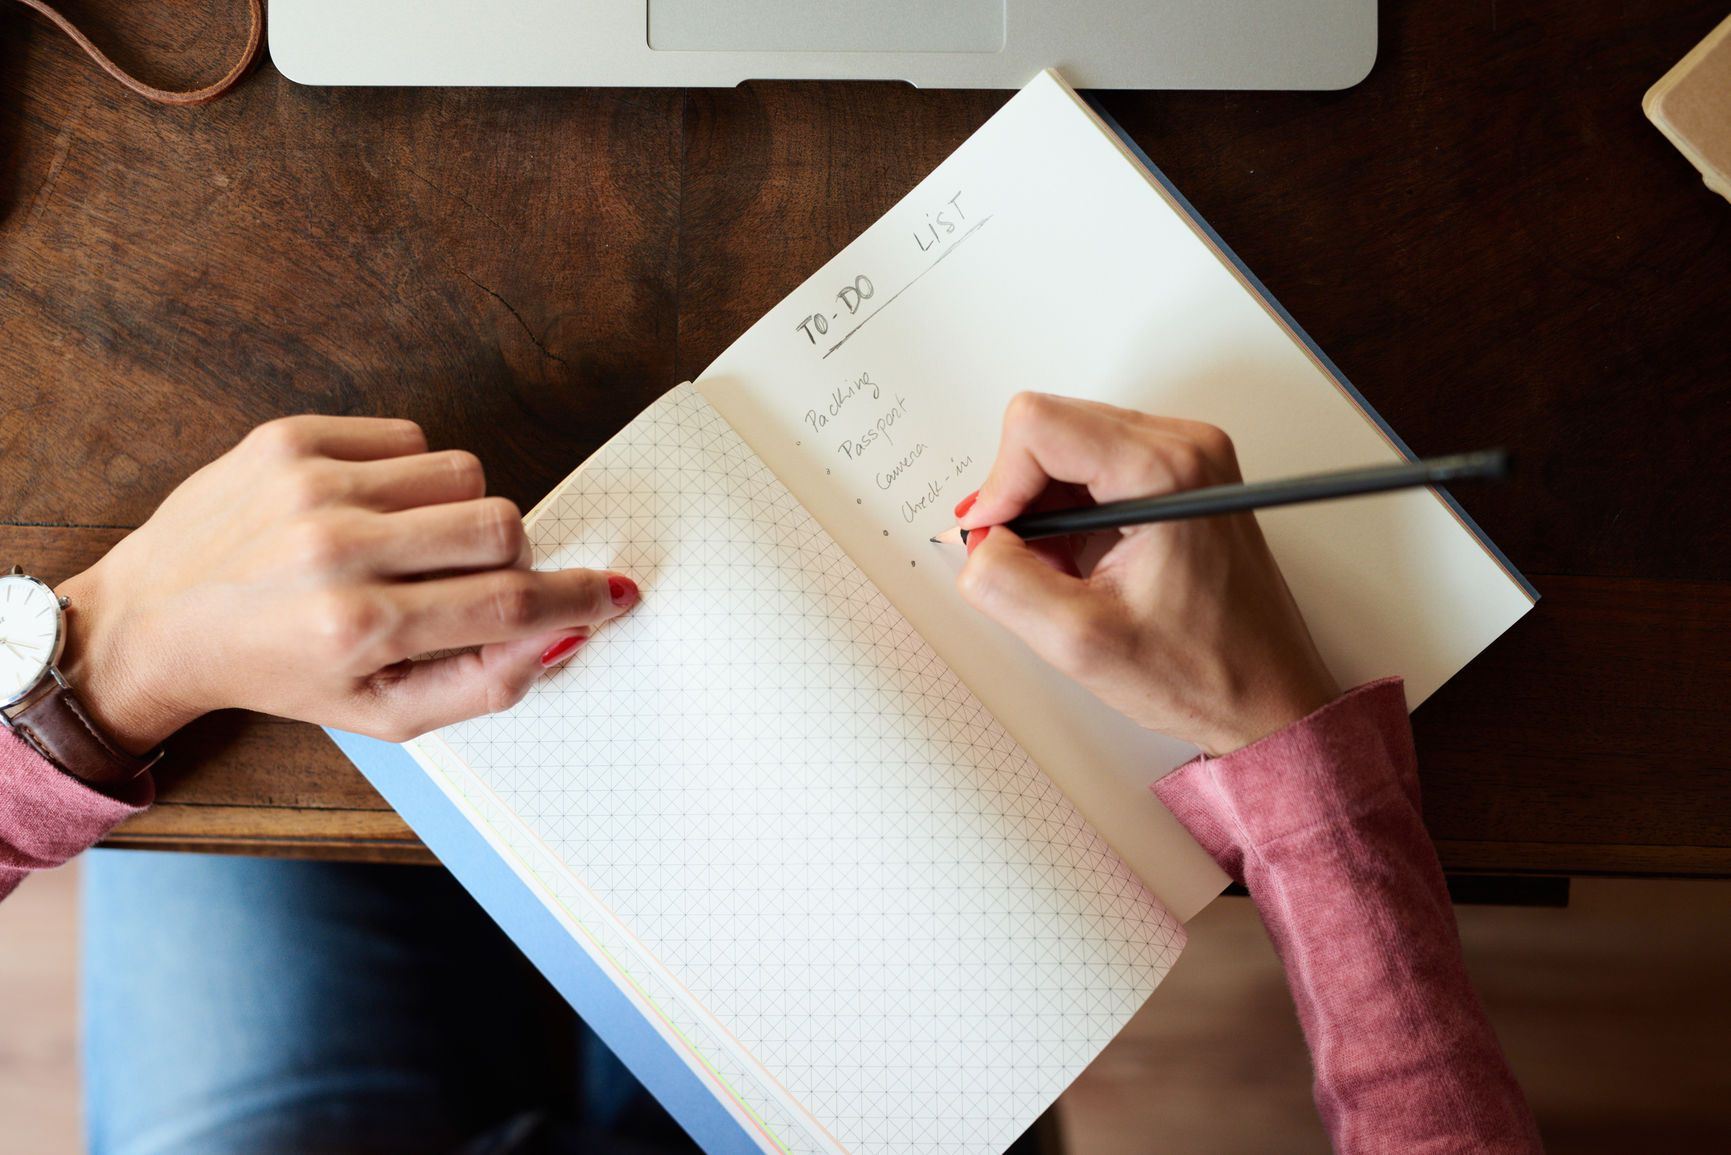 TO-DO LiST
• Packing
• Passport
• Camera
• Check-in
•